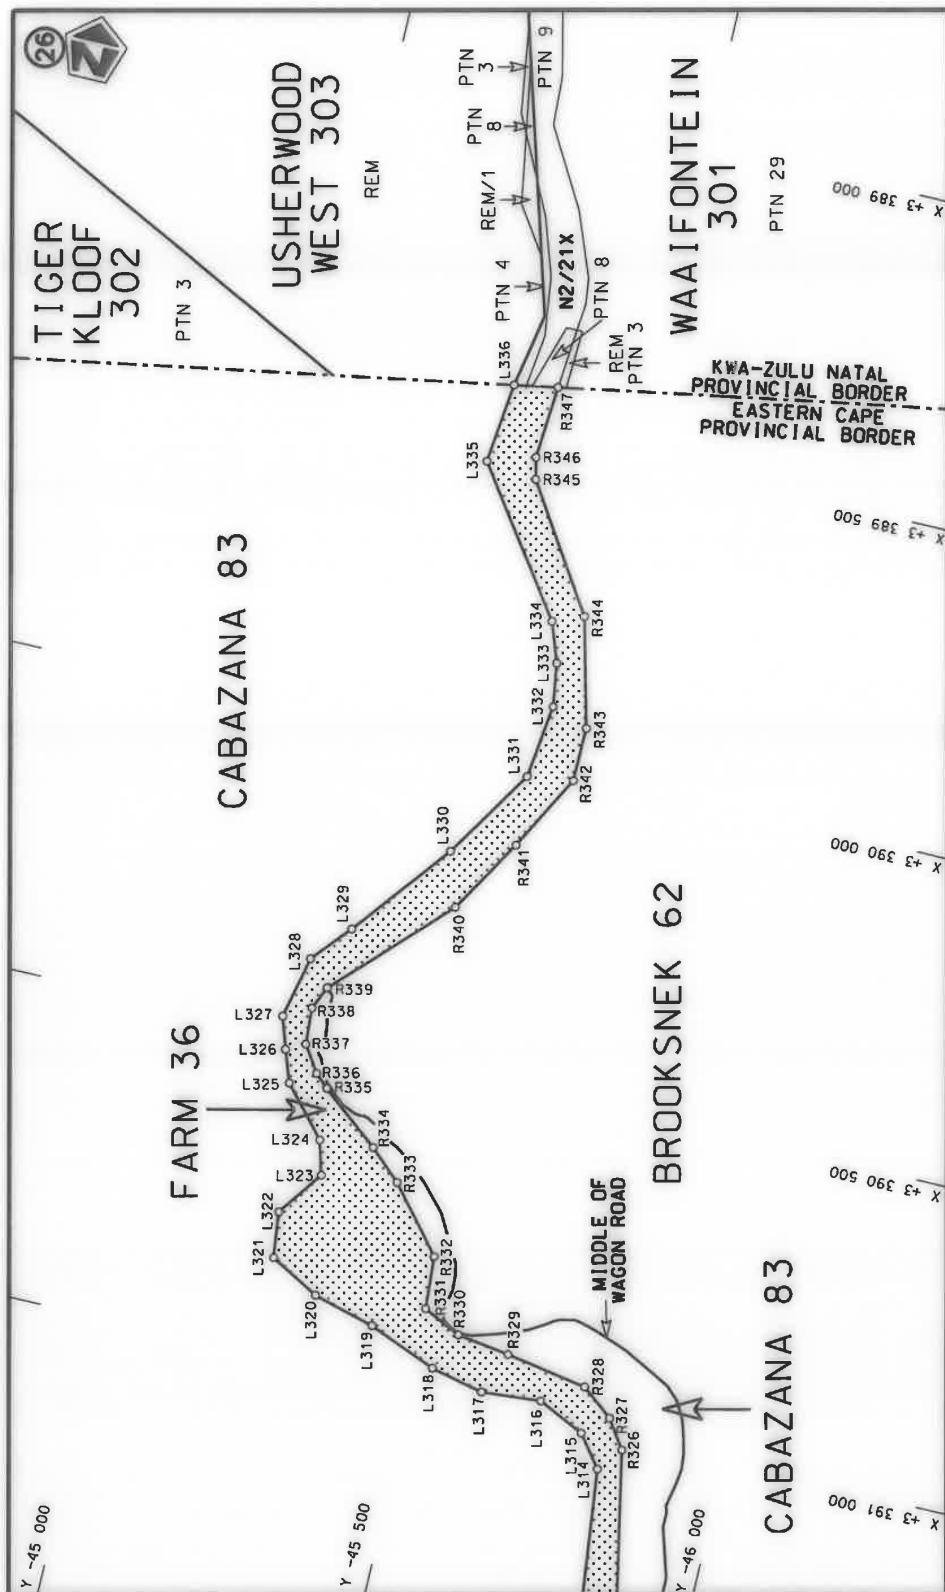 26
N
TIGER
KLOOF
302
PTN 3
USHERWOOD
WEST 303
REM
PTN
3
PTN 9
PTN
8
REM/1
PTN 4
N2/21X
PTN 8
REM
PTN 3
WAAIFONTEIN
301
PTN 29
KWA-ZULU NATAL
PROVINCIAL BORDER
EASTERN CAPE
PROVINCIAL BORDER
X +3 389 000
X +3 389 500
X +3 390 000
X +3 390 500
X +3 391 000
CABAZANA 83
FARM 36
BROOKSNEK 62
MIDDLE OF
WAGON ROAD
CABAZANA 83
L336
L335
L334
L333
L332
L331
L330
L329
L328
L327
L326
L325
L324
L323
L322
L321
L320
L319
L318
L317
L316
L315
L314
R347
R346
R345
R344
R343
R342
R341
R340
R339
R338
R337
R336
R335
R334
R333
R332
R331
R330
R329
R328
R327
R326
Y -45 000
Y -45 500
Y -46 000